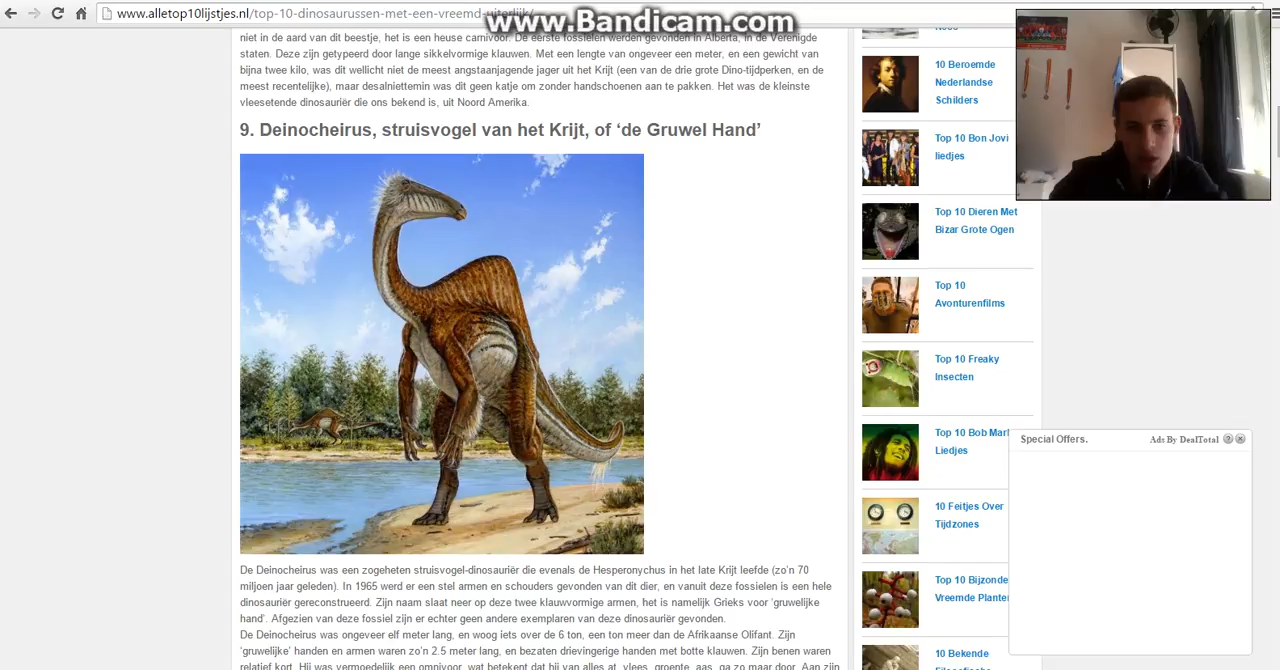 www.alletop10lijstjes.nl/top-10-dinosaurussen-met-een-vreemd-uiterlijk/
www.Bandicam.com
niet in de aard van dit beestje, het is een heuse carnivoor. De eerste fossielen werden gevonden in Alberta, in de Verenigde
staten. Deze zijn gekend door lange sikkelvormige klauwen. Met een lengte van ongeveer een meter, en een gewicht van
bijna twee kilo, was dit wellicht niet de meest angstaanjagende jager uit het Krijt (een van de drie grote Dino-tijdperken, en de
meest recentelijke), maar desalniettemin was dit geen katje om zonder handschoenen aan te pakken. Het was de kleinste
vleesetende dinosauriër die ons bekend is, uit Noord Amerika.
9. Deinocheirus, struisvogel van het Krijt, of ‘de Gruwel Hand’
De Deinocheirus was een zogeheten struisvogel-dinosauriër die evenals de Hesperonychus in het late Krijt leefde (zo’n 70
miljoen jaar geleden). In 1965 werd er een stel armen en schouders gevonden van dit dier, en vanuit deze fossielen is een hele
dinosauriër gereconstrueerd. Zijn naam slaat neer op deze twee klauwvormige armen, het is namelijk Grieks voor ‘gruwelijke
hand’. Afgezien van deze fossiel zijn er echter geen andere exemplaren van deze dinosauriër gevonden.
De Deinocheirus was ongeveer elf meter lang, en woog iets over de 6 ton, een ton meer dan de Afrikaanse Olifant. Zijn
‘gruwelijke’ handen en armen waren zo’n 2.5 meter lang, en bezaten drievingerige handen met botte klauwen. Zijn benen waren
relatief kort. Hij was vermoedelijk een omnivoor, wat betekent dat hij van alles at, vlees, groente, aas, ga zo maar door. Aan zijn
10 Beroemde
Nederlandse
Schilders
Top 10 Bon Jovi
liedjes
Top 10 Dieren Met
Bizar Grote Ogen
Top 10
Avonturenfilms
Top 10 Freaky
Insecten
Top 10 Bob Marl
Liedjes
10 Feitjes Over
Tijdzones
Top 10 Bijzonde
Vreemde Planten
10 Bekende
Filosofische
Special Offers.
Ads By DealTotal